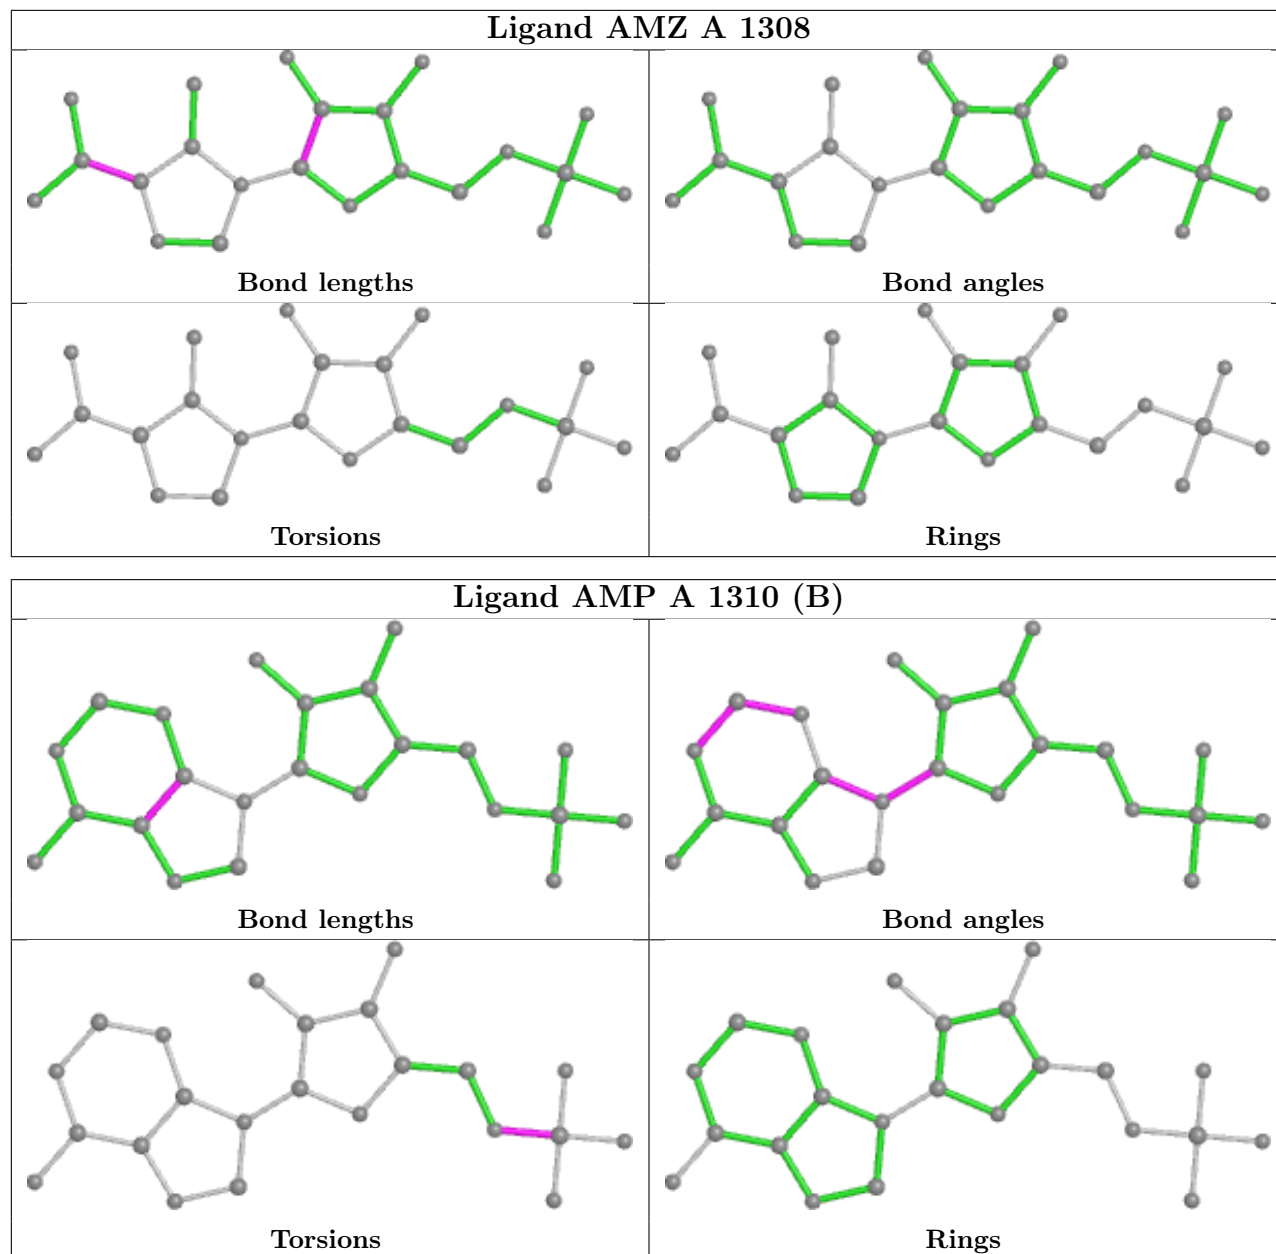 Ligand AMZ A 1308
Bond lengths
Bond angles
Torsions
Rings
Ligand AMP A 1310 (B)
Bond lengths
Bond angles
Torsions
Rings